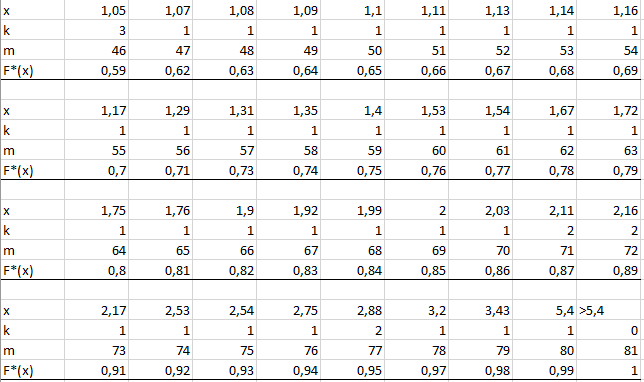 x 1,05 1,07 1,08 1,09 1,1 1,11 1,13 1,14 1,16
k 3 1 1 1 1 1 1 1 1
m 46 47 48 49 50 51 52 53 54
F*(x) 0,59 0,62 0,63 0,64 0,65 0,66 0,67 0,68 0,69
x 1,17 1,29 1,31 1,35 1,4 1,53 1,54 1,67 1,72
k 1 1 1 1 1 1 1 1 1
m 55 56 57 58 59 60 61 62 63
F*(x) 0,7 0,71 0,73 0,74 0,75 0,76 0,77 0,78 0,79
x 1,75 1,76 1,9 1,92 1,99 2 2,03 2,11 2,16
k 1 1 1 1 1 1 1 2 2
m 64 65 66 67 68 69 70 71 72
F*(x) 0,8 0,81 0,82 0,83 0,84 0,85 0,86 0,87 0,89
x 2,17 2,53 2,54 2,75 2,88 3,2 3,43 5,4 >5,4
k 1 1 1 1 2 1 1 1 0
m 73 74 75 76 77 78 79 80 81
F*(x) 0,91 0,92 0,93 0,94 0,95 0,97 0,98 0,99 1